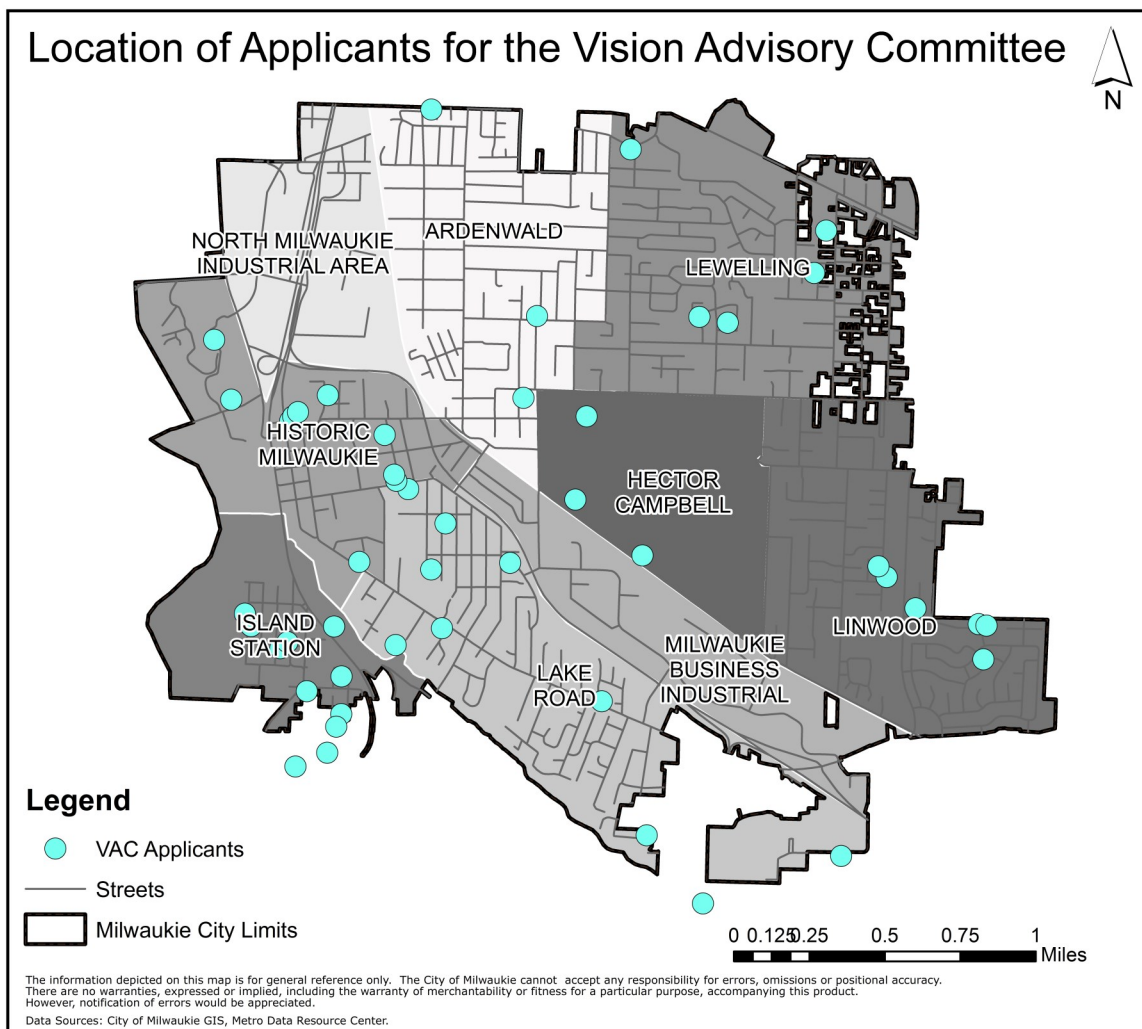 Location of Applicants for the Vision Advisory Committee
N
ARDENWALD
NORTH MILWAUKIE
INDUSTRIAL AREA
LEWELLING
HISTORIC
MILWAUKIE
HECTOR
CAMPBELL
ISLAND
STATION
LINWOOD
MILWAUKIE
BUSINESS
INDUSTRIAL
LAKE
ROAD
Legend
VAC Applicants
Streets
Milwaukie City Limits
0 0.125 0.25 0.5 0.75 1
Miles
The information depicted on this map is for general reference only. The City of Milwaukie cannot accept any responsibility for errors, omissions or positional accuracy.
There are no warranties, expressed or implied, including the warranty of merchantability or fitness for a particular purpose, accompanying this product.
However, notification of errors would be appreciated.
Data Sources: City of Milwaukie GIS, Metro Data Resource Center.